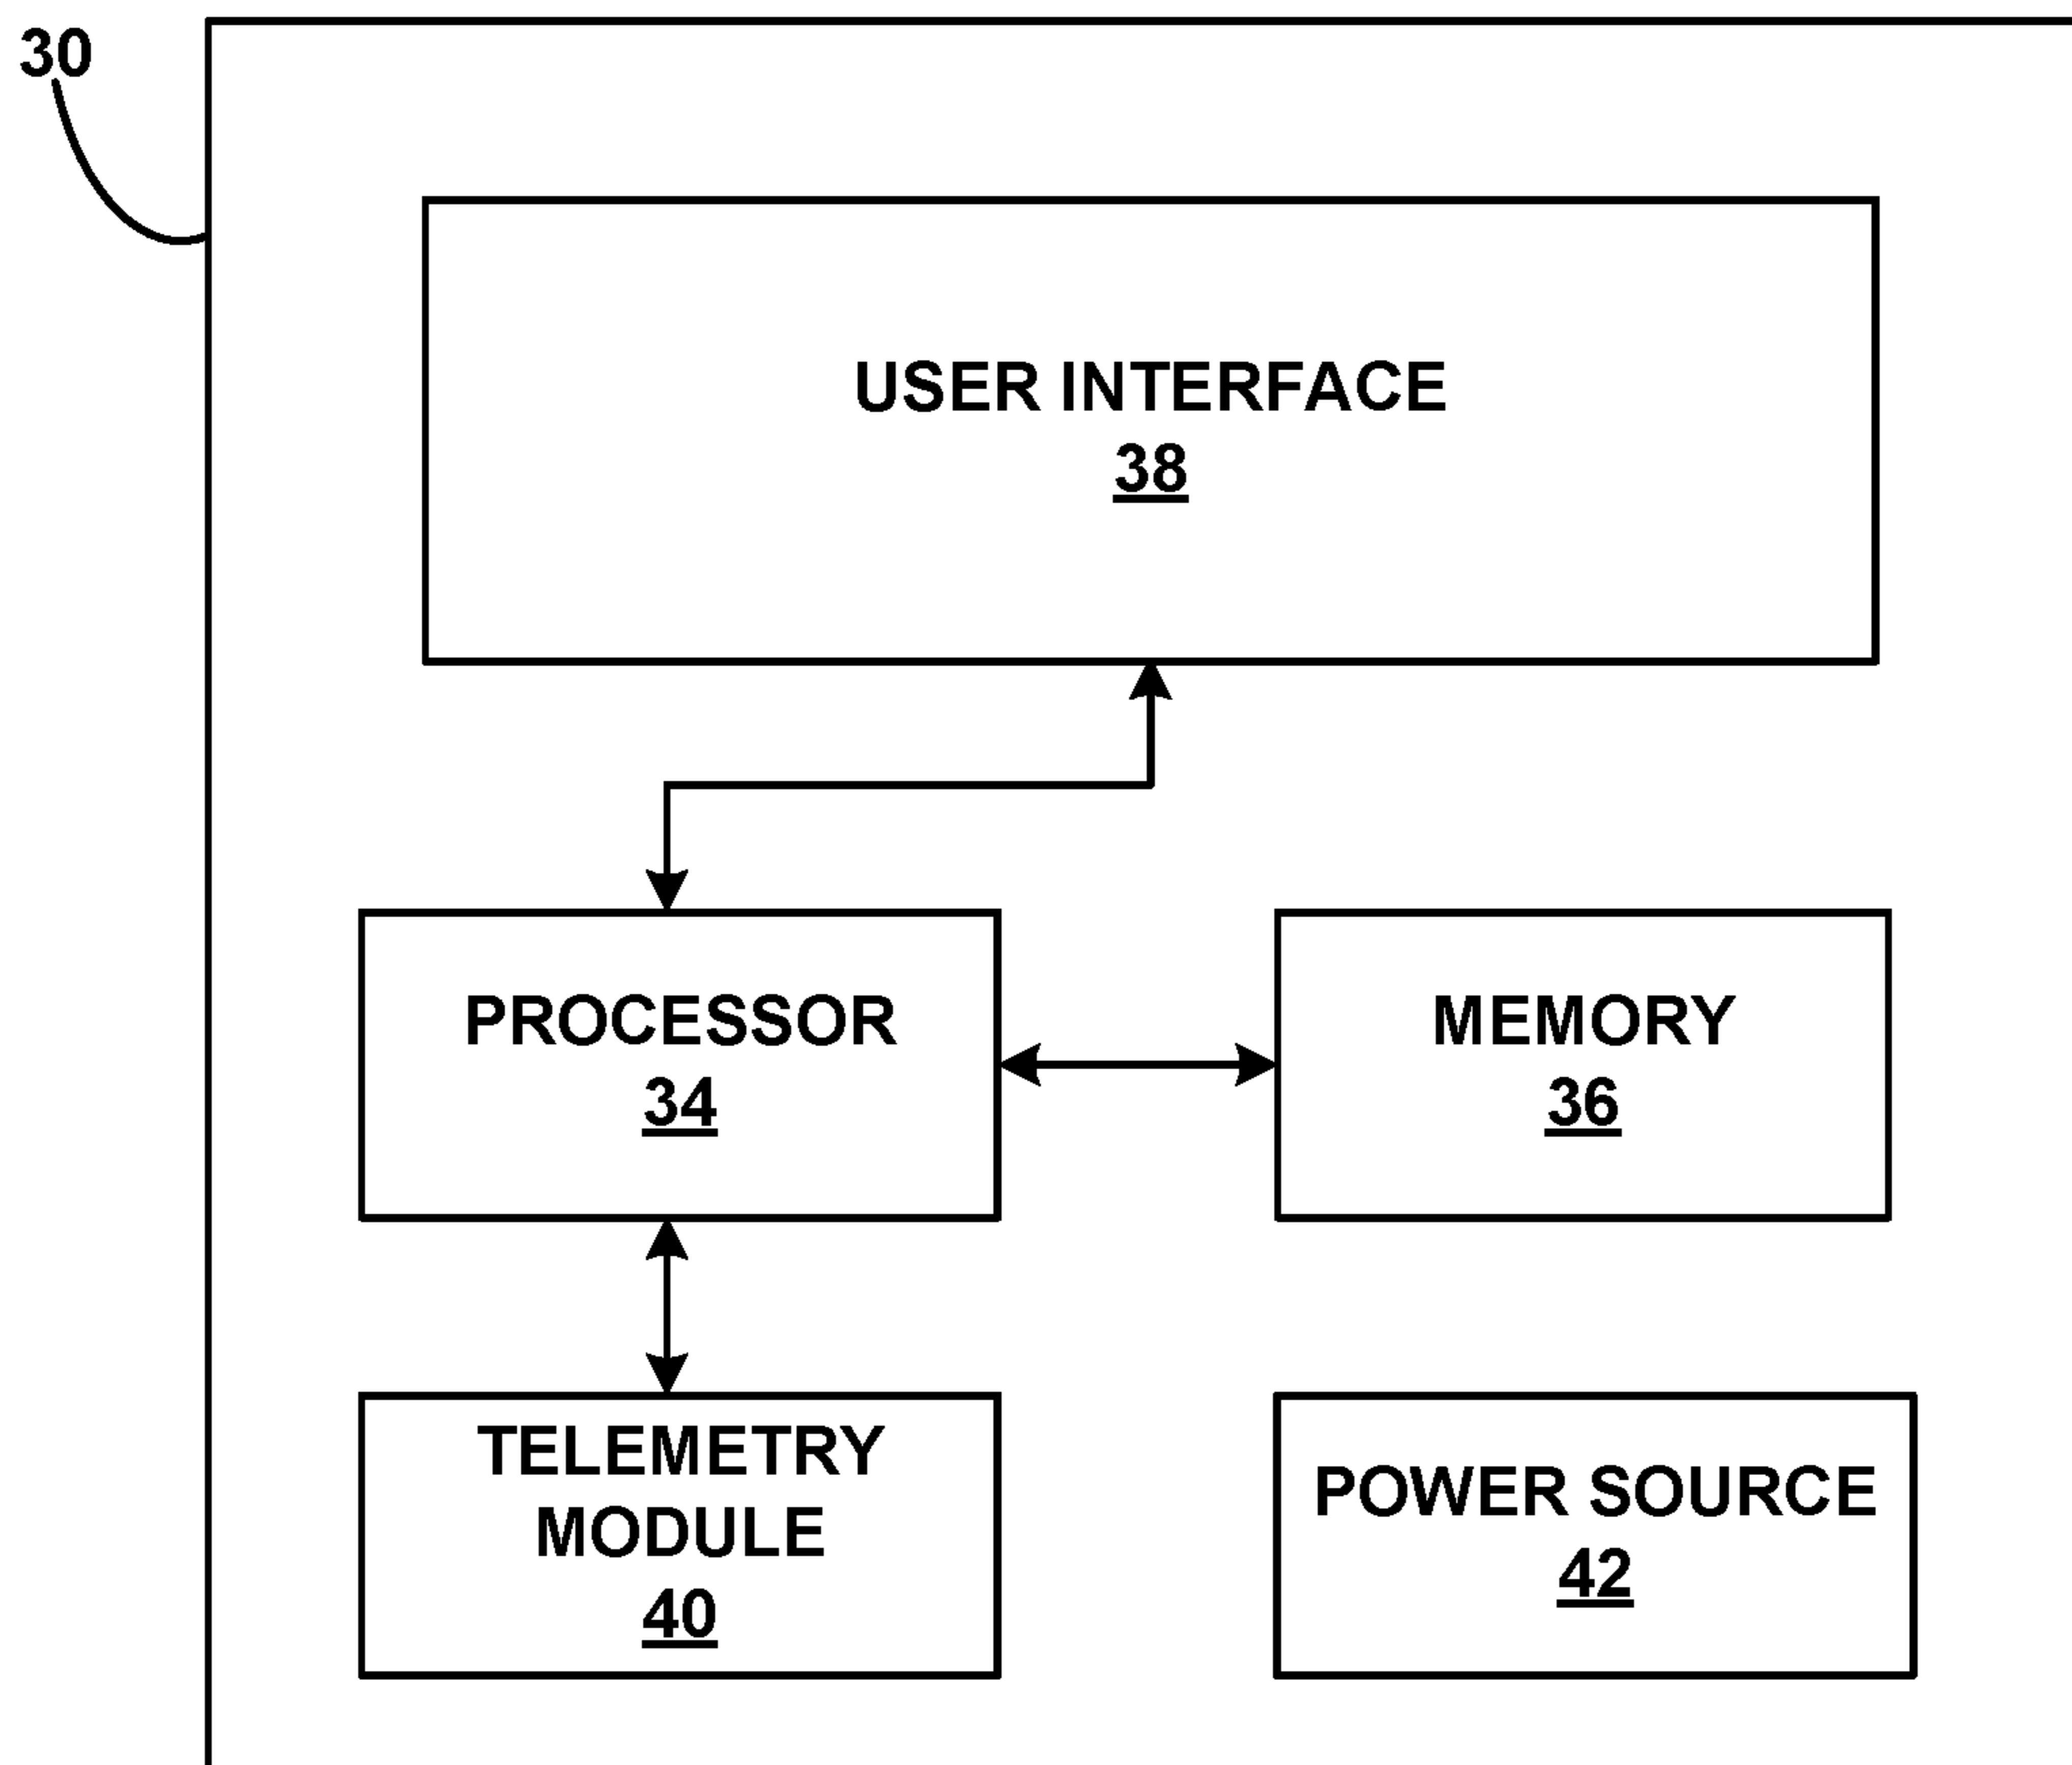 30
USER INTERFACE
38
PROCESSOR
34
MEMORY
36
TELEMETRY
MODULE
40
POWER SOURCE
42